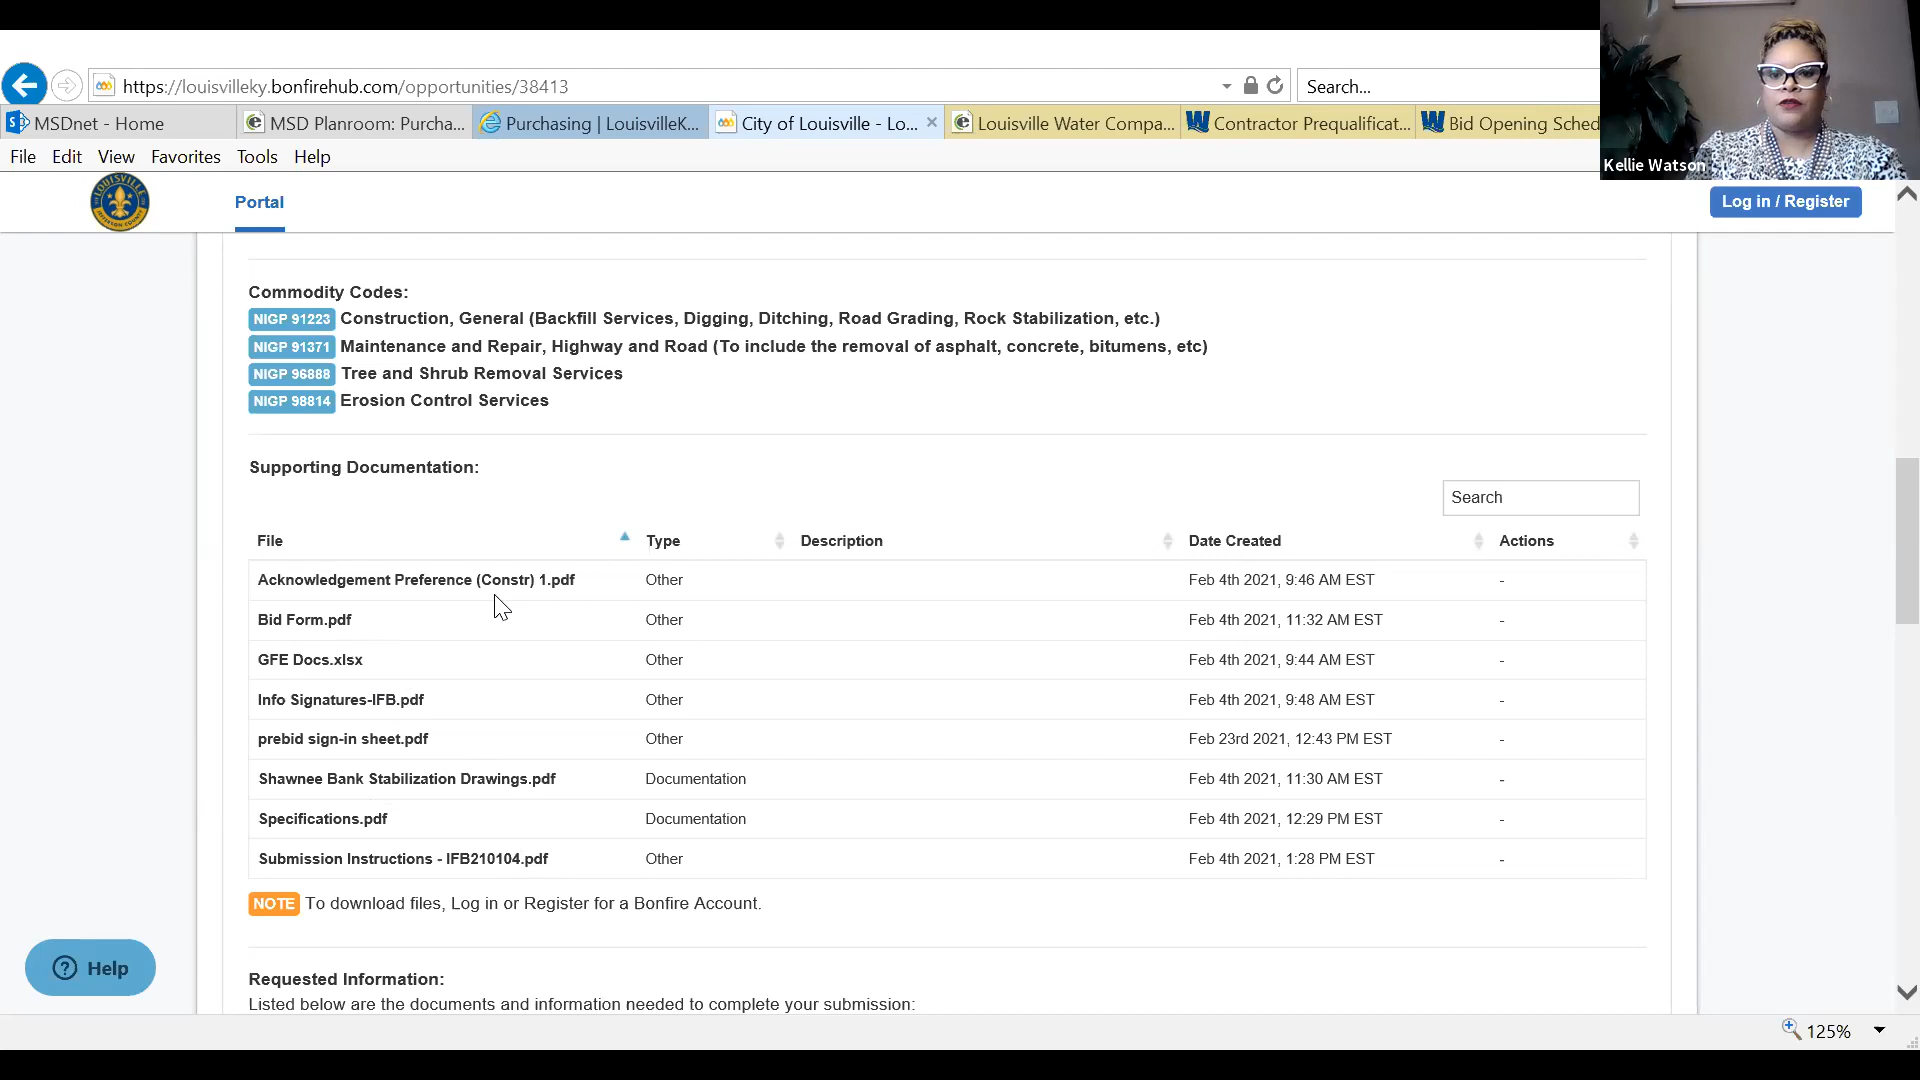 https://louisvilleky.bonfirehub.com/opportunities/38413
Search...
MSDnet - Home
MSD Planroom: Purcha...
Purchasing | LouisvilleK...
City of Louisville - Lo...
Louisville Water Compa...
Contractor Prequalificat...
Bid Opening Sched
Kellie Watson
File Edit View Favorites Tools Help
Portal
Log in / Register
Commodity Codes:
NIGP 91223 Construction, General (Backfill Services, Digging, Ditching, Road Grading, Rock Stabilization, etc.)
NIGP 91371 Maintenance and Repair, Highway and Road (To include the removal of asphalt, concrete, bitumens, etc)
NIGP 96888 Tree and Shrub Removal Services
NIGP 98814 Erosion Control Services
Supporting Documentation:
Search
File Type Description Date Created Actions
Acknowledgement Preference (Constr) 1.pdf Other Feb 4th 2021, 9:46 AM EST -
Bid Form.pdf Other Feb 4th 2021, 11:32 AM EST -
GFE Docs.xlsx Other Feb 4th 2021, 9:44 AM EST -
Info Signatures-IFB.pdf Other Feb 4th 2021, 9:48 AM EST -
prebid sign-in sheet.pdf Other Feb 23rd 2021, 12:43 PM EST -
Shawnee Bank Stabilization Drawings.pdf Documentation Feb 4th 2021, 11:30 AM EST -
Specifications.pdf Documentation Feb 4th 2021, 12:29 PM EST -
Submission Instructions - IFB210104.pdf Other Feb 4th 2021, 1:28 PM EST -
NOTE To download files, Log in or Register for a Bonfire Account.
Help
Requested Information:
Listed below are the documents and information needed to complete your submission:
125%